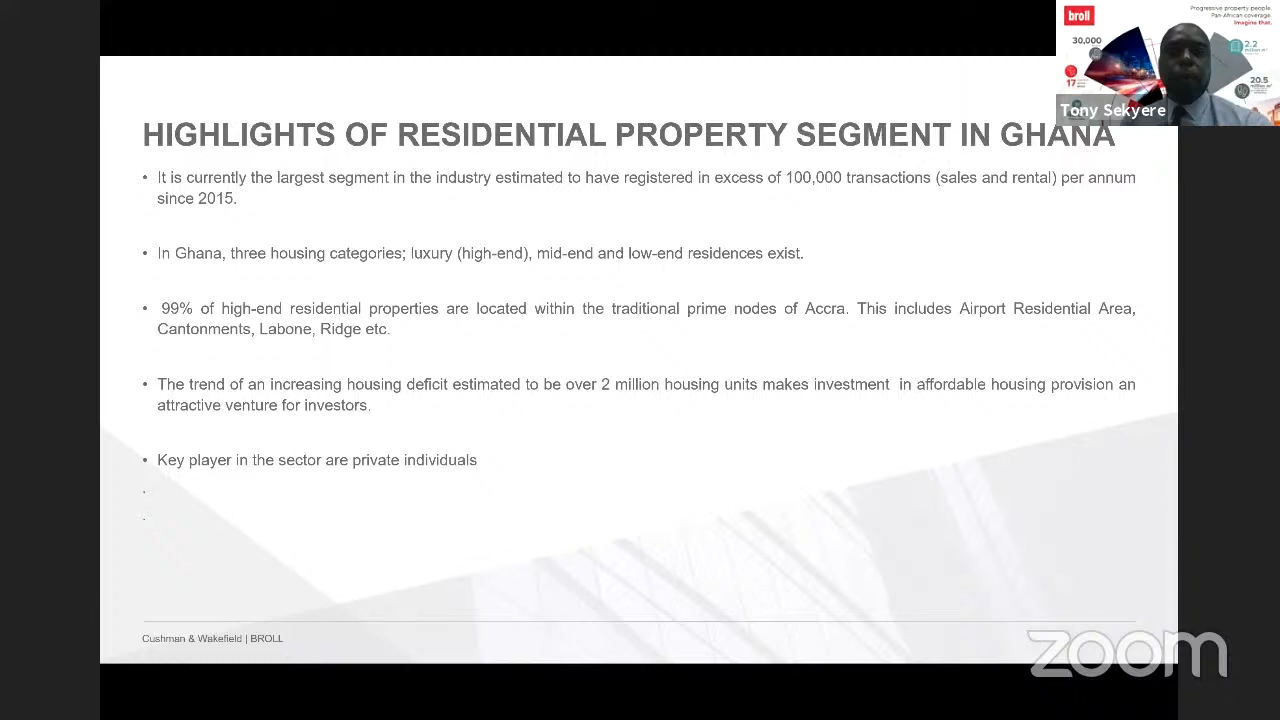 broll
Progressive property people.
Pan-African coverage.
Imagine that.
30,000
2.2
17
20.5
Tony Sekyere
HIGHLIGHTS OF RESIDENTIAL PROPERTY SEGMENT IN GHANA
• It is currently the largest segment in the industry estimated to have registered in excess of 100,000 transactions (sales and rental) per annum
since 2015.
• In Ghana, three housing categories; luxury (high-end), mid-end and low-end residences exist.
• 99% of high-end residential properties are located within the traditional prime nodes of Accra. This includes Airport Residential Area,
Cantonments, Labone, Ridge etc.
• The trend of an increasing housing deficit estimated to be over 2 million housing units makes investment in affordable housing provision an
attractive venture for investors.
• Key player in the sector are private individuals
Cushman & Wakefield | BROLL
zoom